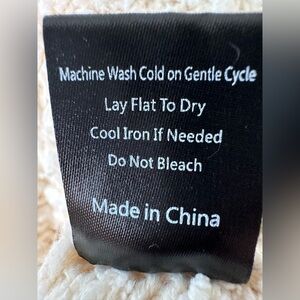 Machine Wash Cold on Gentle Cycle
Lay Flat To Dry
Cool Iron If Needed
Do Not Bleach
Made in China